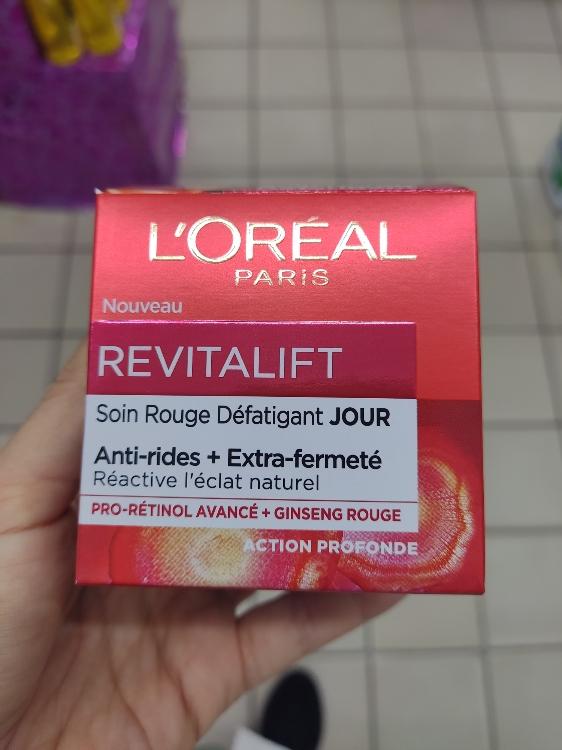 L'ORÉAL
PARIS
Nouveau
REVITALIFT
Soin Rouge Défatigant JOUR
Anti-rides + Extra-fermeté
Réactive l'éclat naturel
PRO-RÉTINOL AVANCÉ + GINSENG ROUGE
ACTION PROFONDE